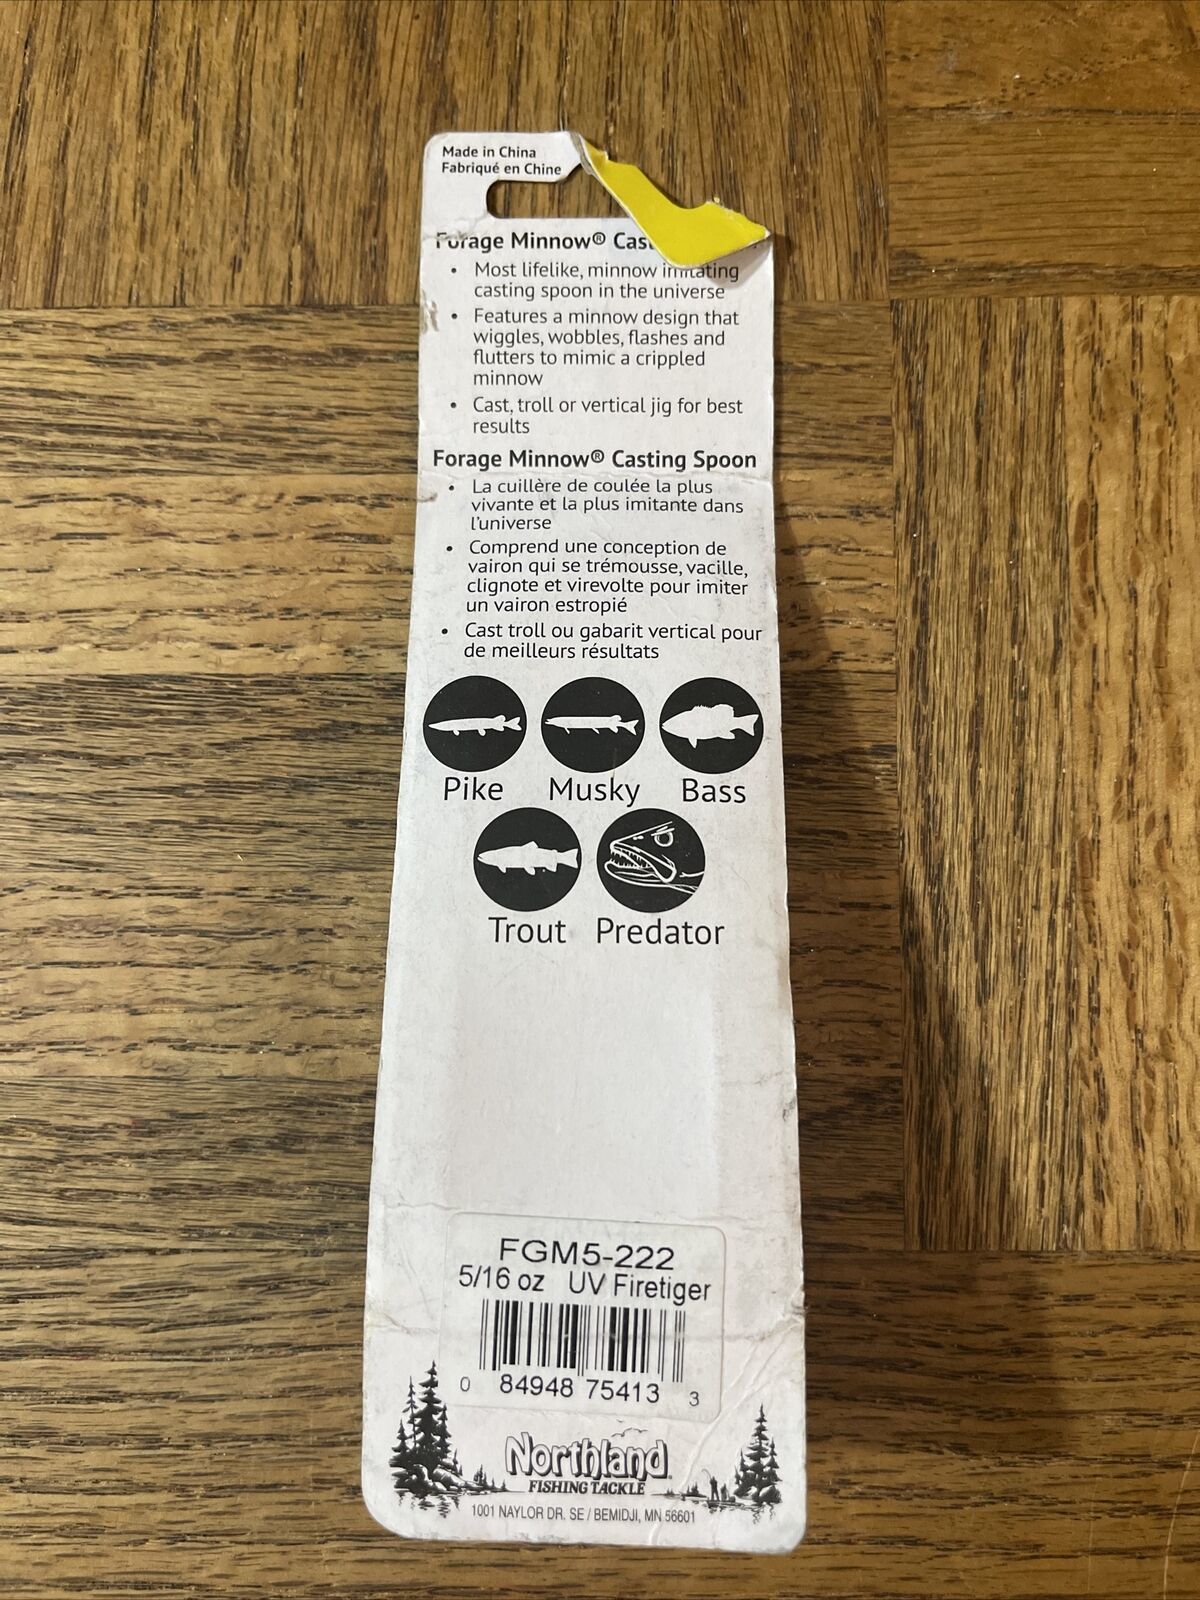 Made in China
Fabriqué en Chine
Forage Minnow® Cas
• Most lifelike, minnow imitating
casting spoon in the universe
• Features a minnow design that
wiggles, wobbles, flashes and
flutters to mimic a crippled
minnow
• Cast, troll or vertical jig for best
results
Forage Minnow® Casting Spoon
• La cuillère de coulée la plus
vivante et la plus imitante dans
l'universe
• Comprend une conception de
vairon qui se trémousse, vacille,
clignote et virevolte pour imiter
un vairon estropié
• Cast troll ou gabarit vertical pour
de meilleurs résultats
Pike Musky Bass
Trout Predator
FGM5-222
5/16 oz UV Firetiger
0 84948 75413 3
Northland
FISHING TACKLE
1001 NAYLOR DR. SE / BEMIDJI, MN 56601